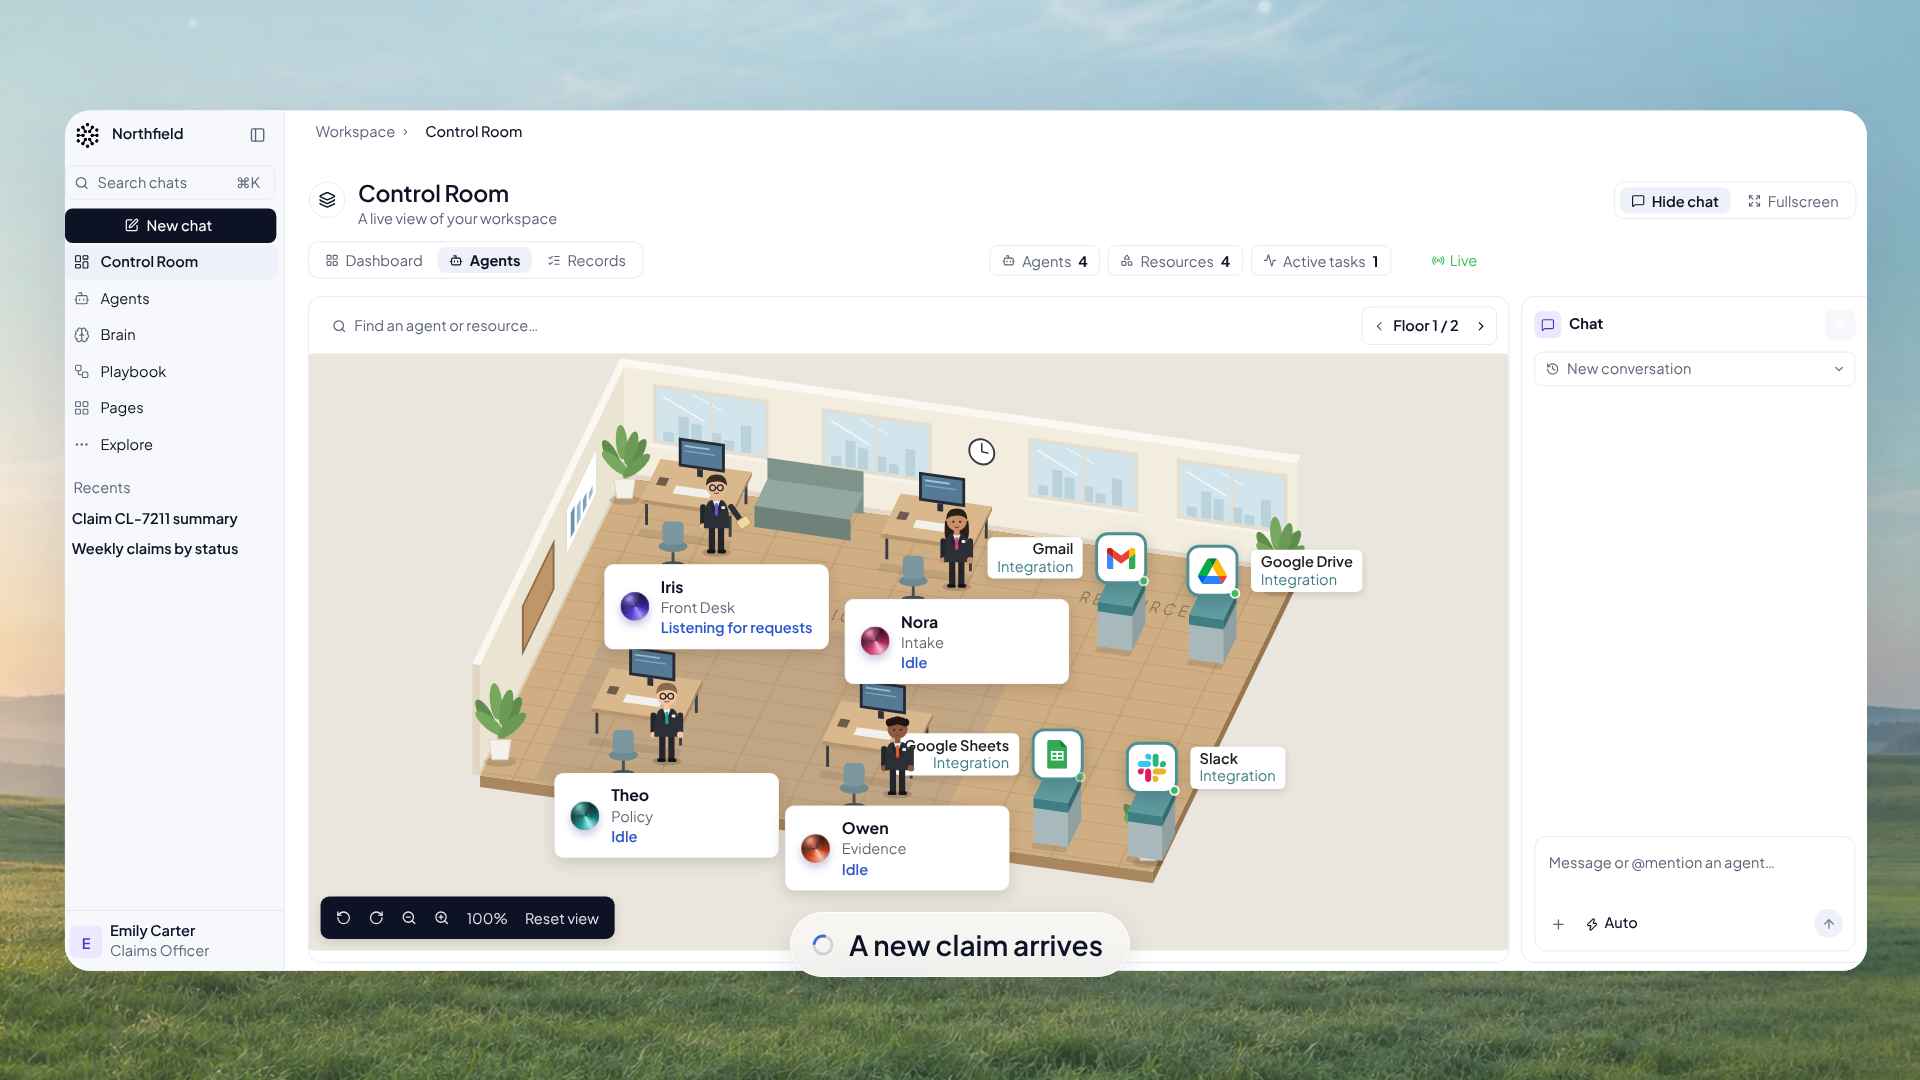 Northfield
Search chats
⌘K
New chat
Control Room
Agents
Brain
Playbook
Pages
Explore
Recents
Claim CL-7211 summary
Weekly claims by status
E
Emily Carter
Claims Officer
Workspace › Control Room
Control Room
A live view of your workspace
Hide chat
Fullscreen
Dashboard
Agents
Records
Agents 4
Resources 4
Active tasks 1
Live
Find an agent or resource...
Floor 1 / 2
Iris
Front Desk
Listening for requests
Nora
Intake
Idle
Gmail
Integration
Google Drive
Integration
Theo
Policy
Idle
Owen
Evidence
Idle
Google Sheets
Integration
Slack
Integration
100%
Reset view
A new claim arrives
Chat
New conversation
Message or @mention an agent...
Auto